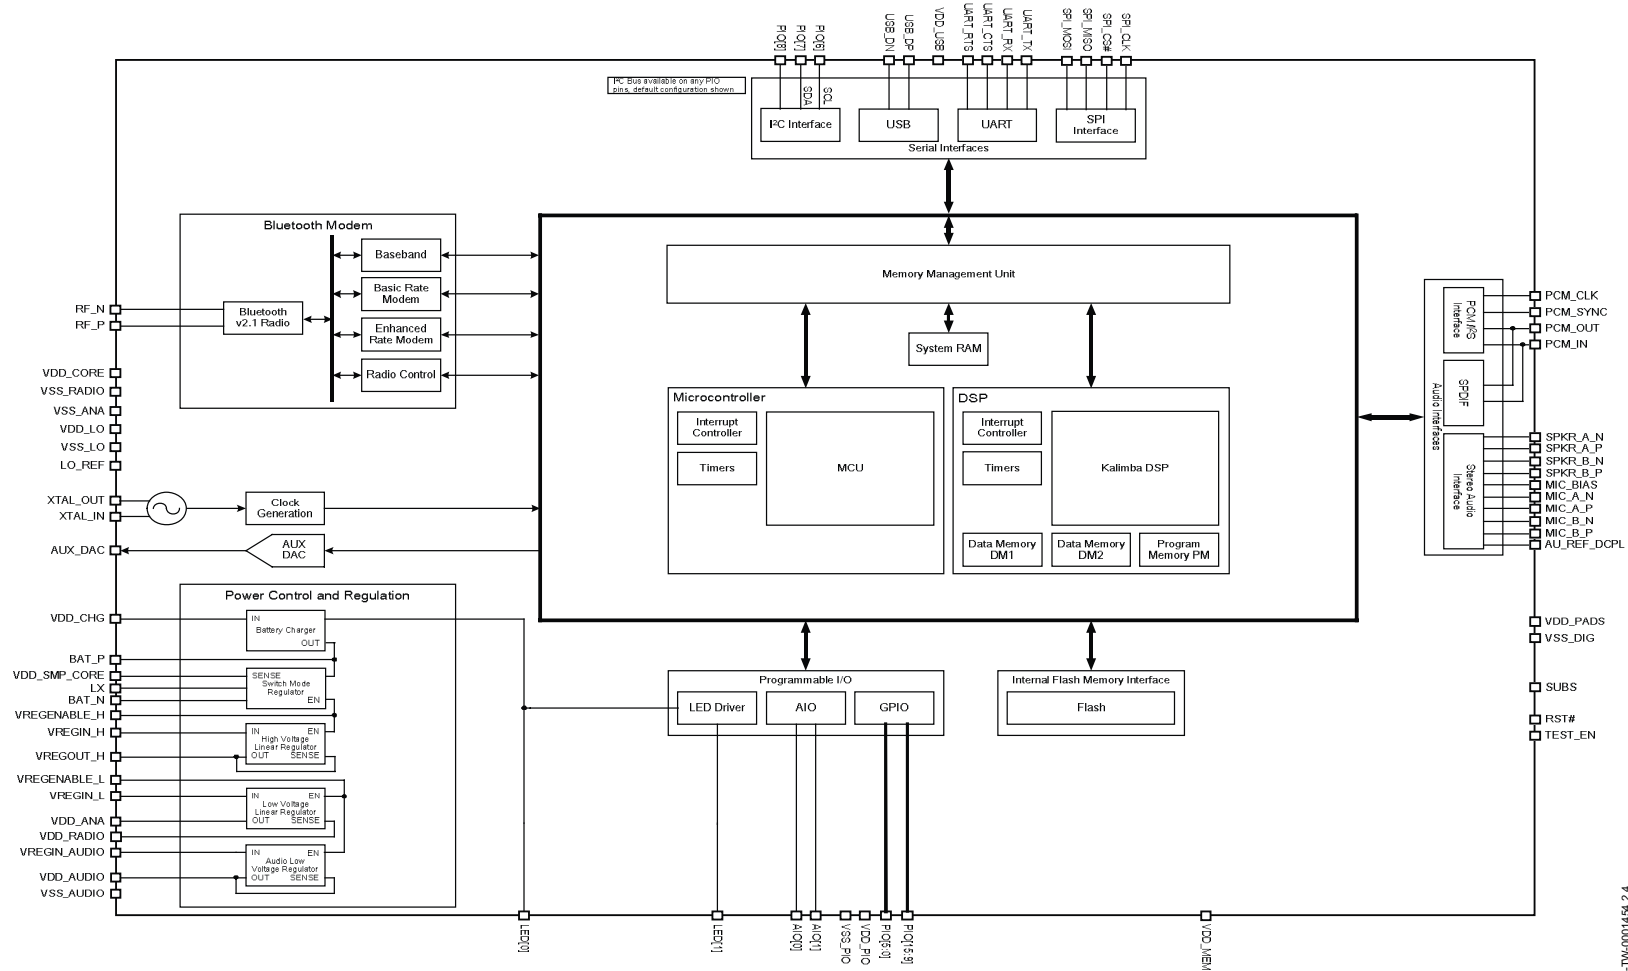 PIO[8]
PIO[7]
PIO[6]
USB_DN
USB_DP
VDD_USB
UART_RTS
UART_CTS
UART_RX
UART_TX
SPI_MOSI
SPI_MISO
SPI_CS#
SPI_CLK
I²C Bus available on any PIO
pins, default configuration shown
SDA
SCL
I²C Interface
USB
UART
SPI
Interface
Serial Interfaces
Bluetooth Modem
Baseband
Basic Rate
Modem
Enhanced
Rate Modem
Radio Control
Bluetooth
v2.1 Radio
RF_N
RF_P
VDD_CORE
VSS_RADIO
VSS_ANA
VDD_LO
VSS_LO
LO_REF
XTAL_OUT
XTAL_IN
AUX_DAC
Clock
Generation
AUX
DAC
Memory Management Unit
System RAM
Microcontroller
Interrupt
Controller
Timers
MCU
DSP
Interrupt
Controller
Timers
Kalimba DSP
Data Memory
DM1
Data Memory
DM2
Program
Memory PM
PCM/I²S
Interface
SPDIF
Stereo Audio
Interface
Audio Interfaces
PCM_CLK
PCM_SYNC
PCM_OUT
PCM_IN
SPKR_A_N
SPKR_A_P
SPKR_B_N
SPKR_B_P
MIC_BIAS
MIC_A_N
MIC_A_P
MIC_B_N
MIC_B_P
AU_REF_DCPL
VDD_PADS
VSS_DIG
SUBS
RST#
TEST_EN
Power Control and Regulation
VDD_CHG
BAT_P
VDD_SMP_CORE
LX
BAT_N
VREGENABLE_H
VREGIN_H
VREGOUT_H
VREGENABLE_L
VREGIN_L
VDD_ANA
VDD_RADIO
VREGIN_AUDIO
VDD_AUDIO
VSS_AUDIO
IN
Battery Charger
OUT
SENSE
Switch Mode
Regulator
EN
IN EN
High Voltage
Linear Regulator
OUT SENSE
IN EN
Low Voltage
Linear Regulator
OUT SENSE
IN EN
Audio Low
Voltage Regulator
OUT SENSE
Programmable I/O
LED Driver
AIO
GPIO
Internal Flash Memory Interface
Flash
LED[0]
LED[1]
AIO[0]
AIO[1]
VSS_PIO
VDD_PIO
PIO[5:0]
PIO[15:9]
VDD_MEM
-TW-0001454.2.4